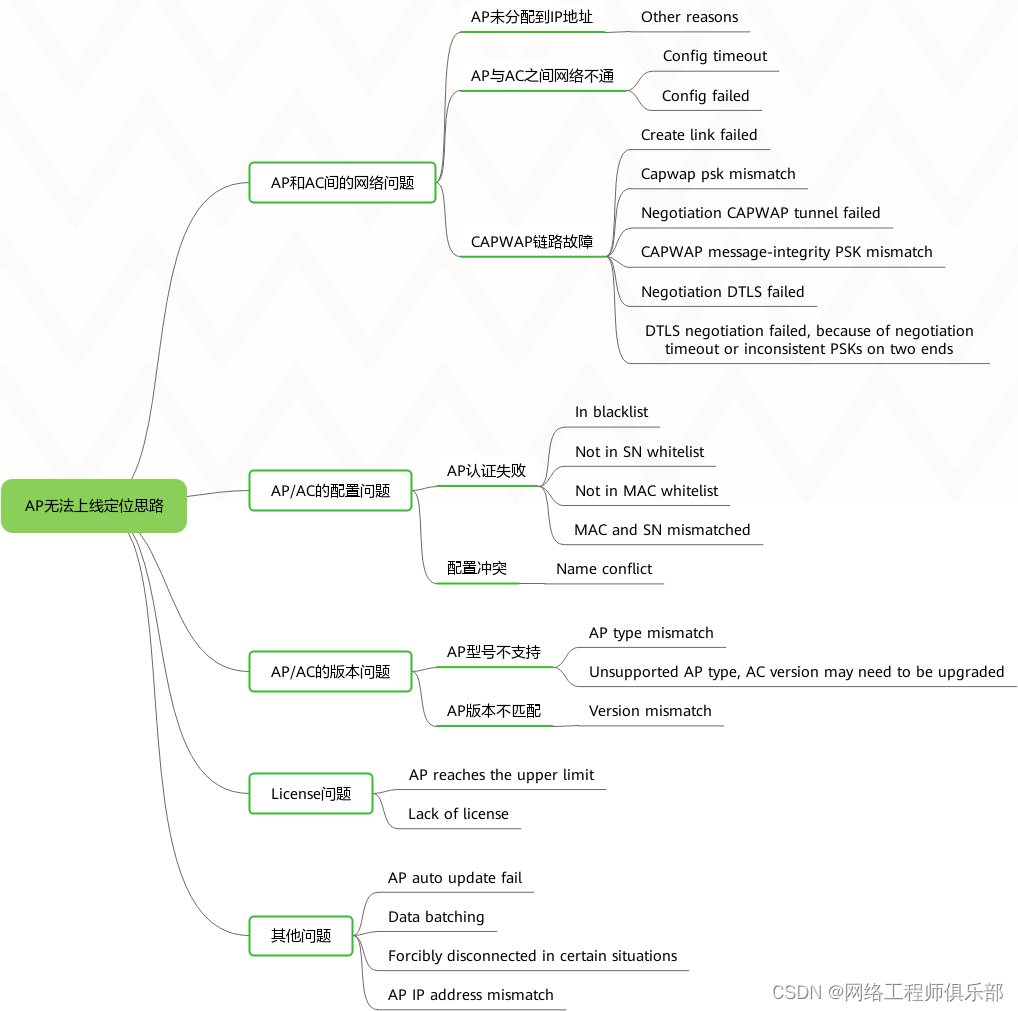 AP无法上线定位思路
AP和AC间的网络问题
AP未分配到IP地址
Other reasons
AP与AC之间网络不通
Config timeout
Config failed
CAPWAP链路故障
Create link failed
Capwap psk mismatch
Negotiation CAPWAP tunnel failed
CAPWAP message-integrity PSK mismatch
Negotiation DTLS failed
DTLS negotiation failed, because of negotiation
timeout or inconsistent PSKs on two ends
AP/AC的配置问题
AP认证失败
In blacklist
Not in SN whitelist
Not in MAC whitelist
MAC and SN mismatched
配置冲突
Name conflict
AP/AC的版本问题
AP型号不支持
AP type mismatch
Unsupported AP type, AC version may need to be upgraded
AP版本不匹配
Version mismatch
License问题
AP reaches the upper limit
Lack of license
其他问题
AP auto update fail
Data batching
Forcibly disconnected in certain situations
AP IP address mismatch
CSDN @网络工程师俱乐部